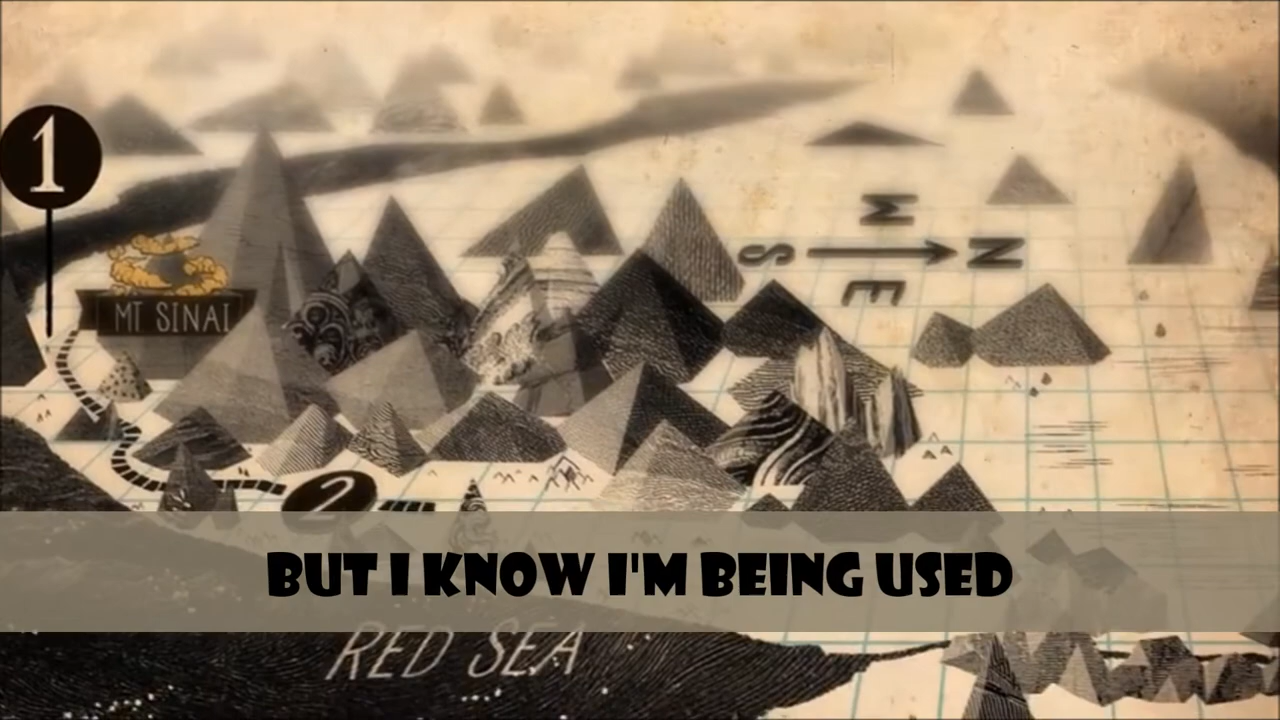 1
W
S N
E
MT SINAI
2
BUT I KNOW I'M BEING USED
RED SEA